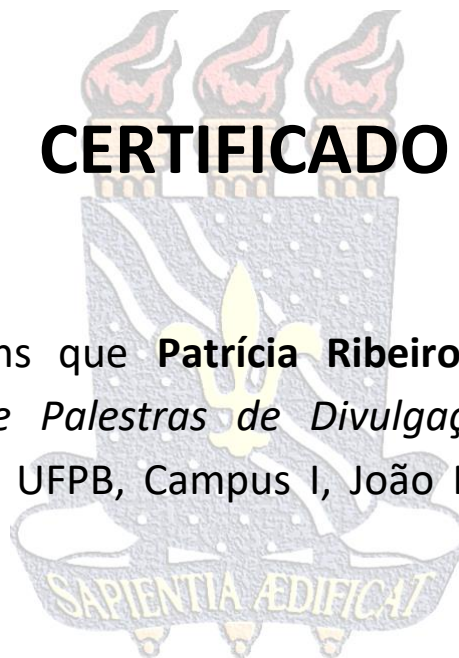 CERTIFICADO
ns que Patrícia Ribeiro
e Palestras de Divulgaç
UFPB, Campus I, João
SAPIENTIA ÆDIFICAT